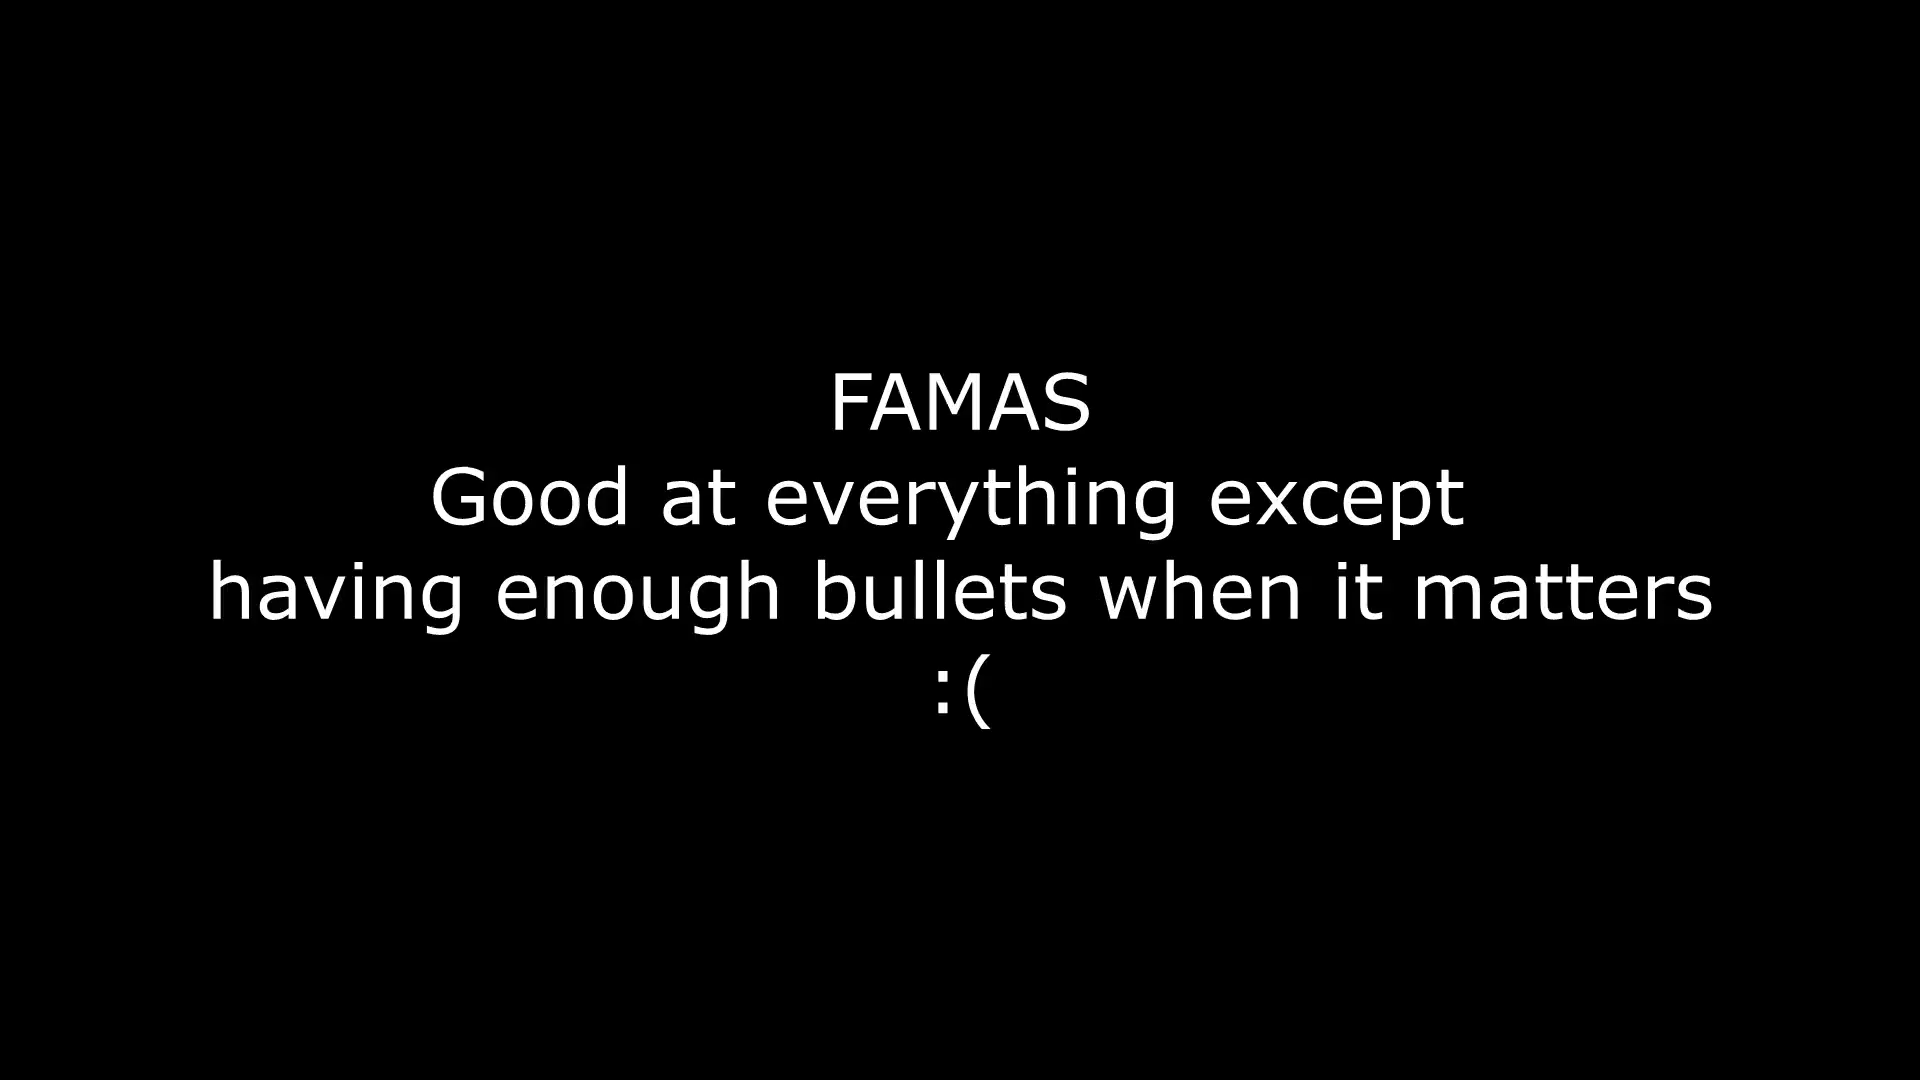 FAMAS
Good at everything except
having enough bullets when it matters
:(